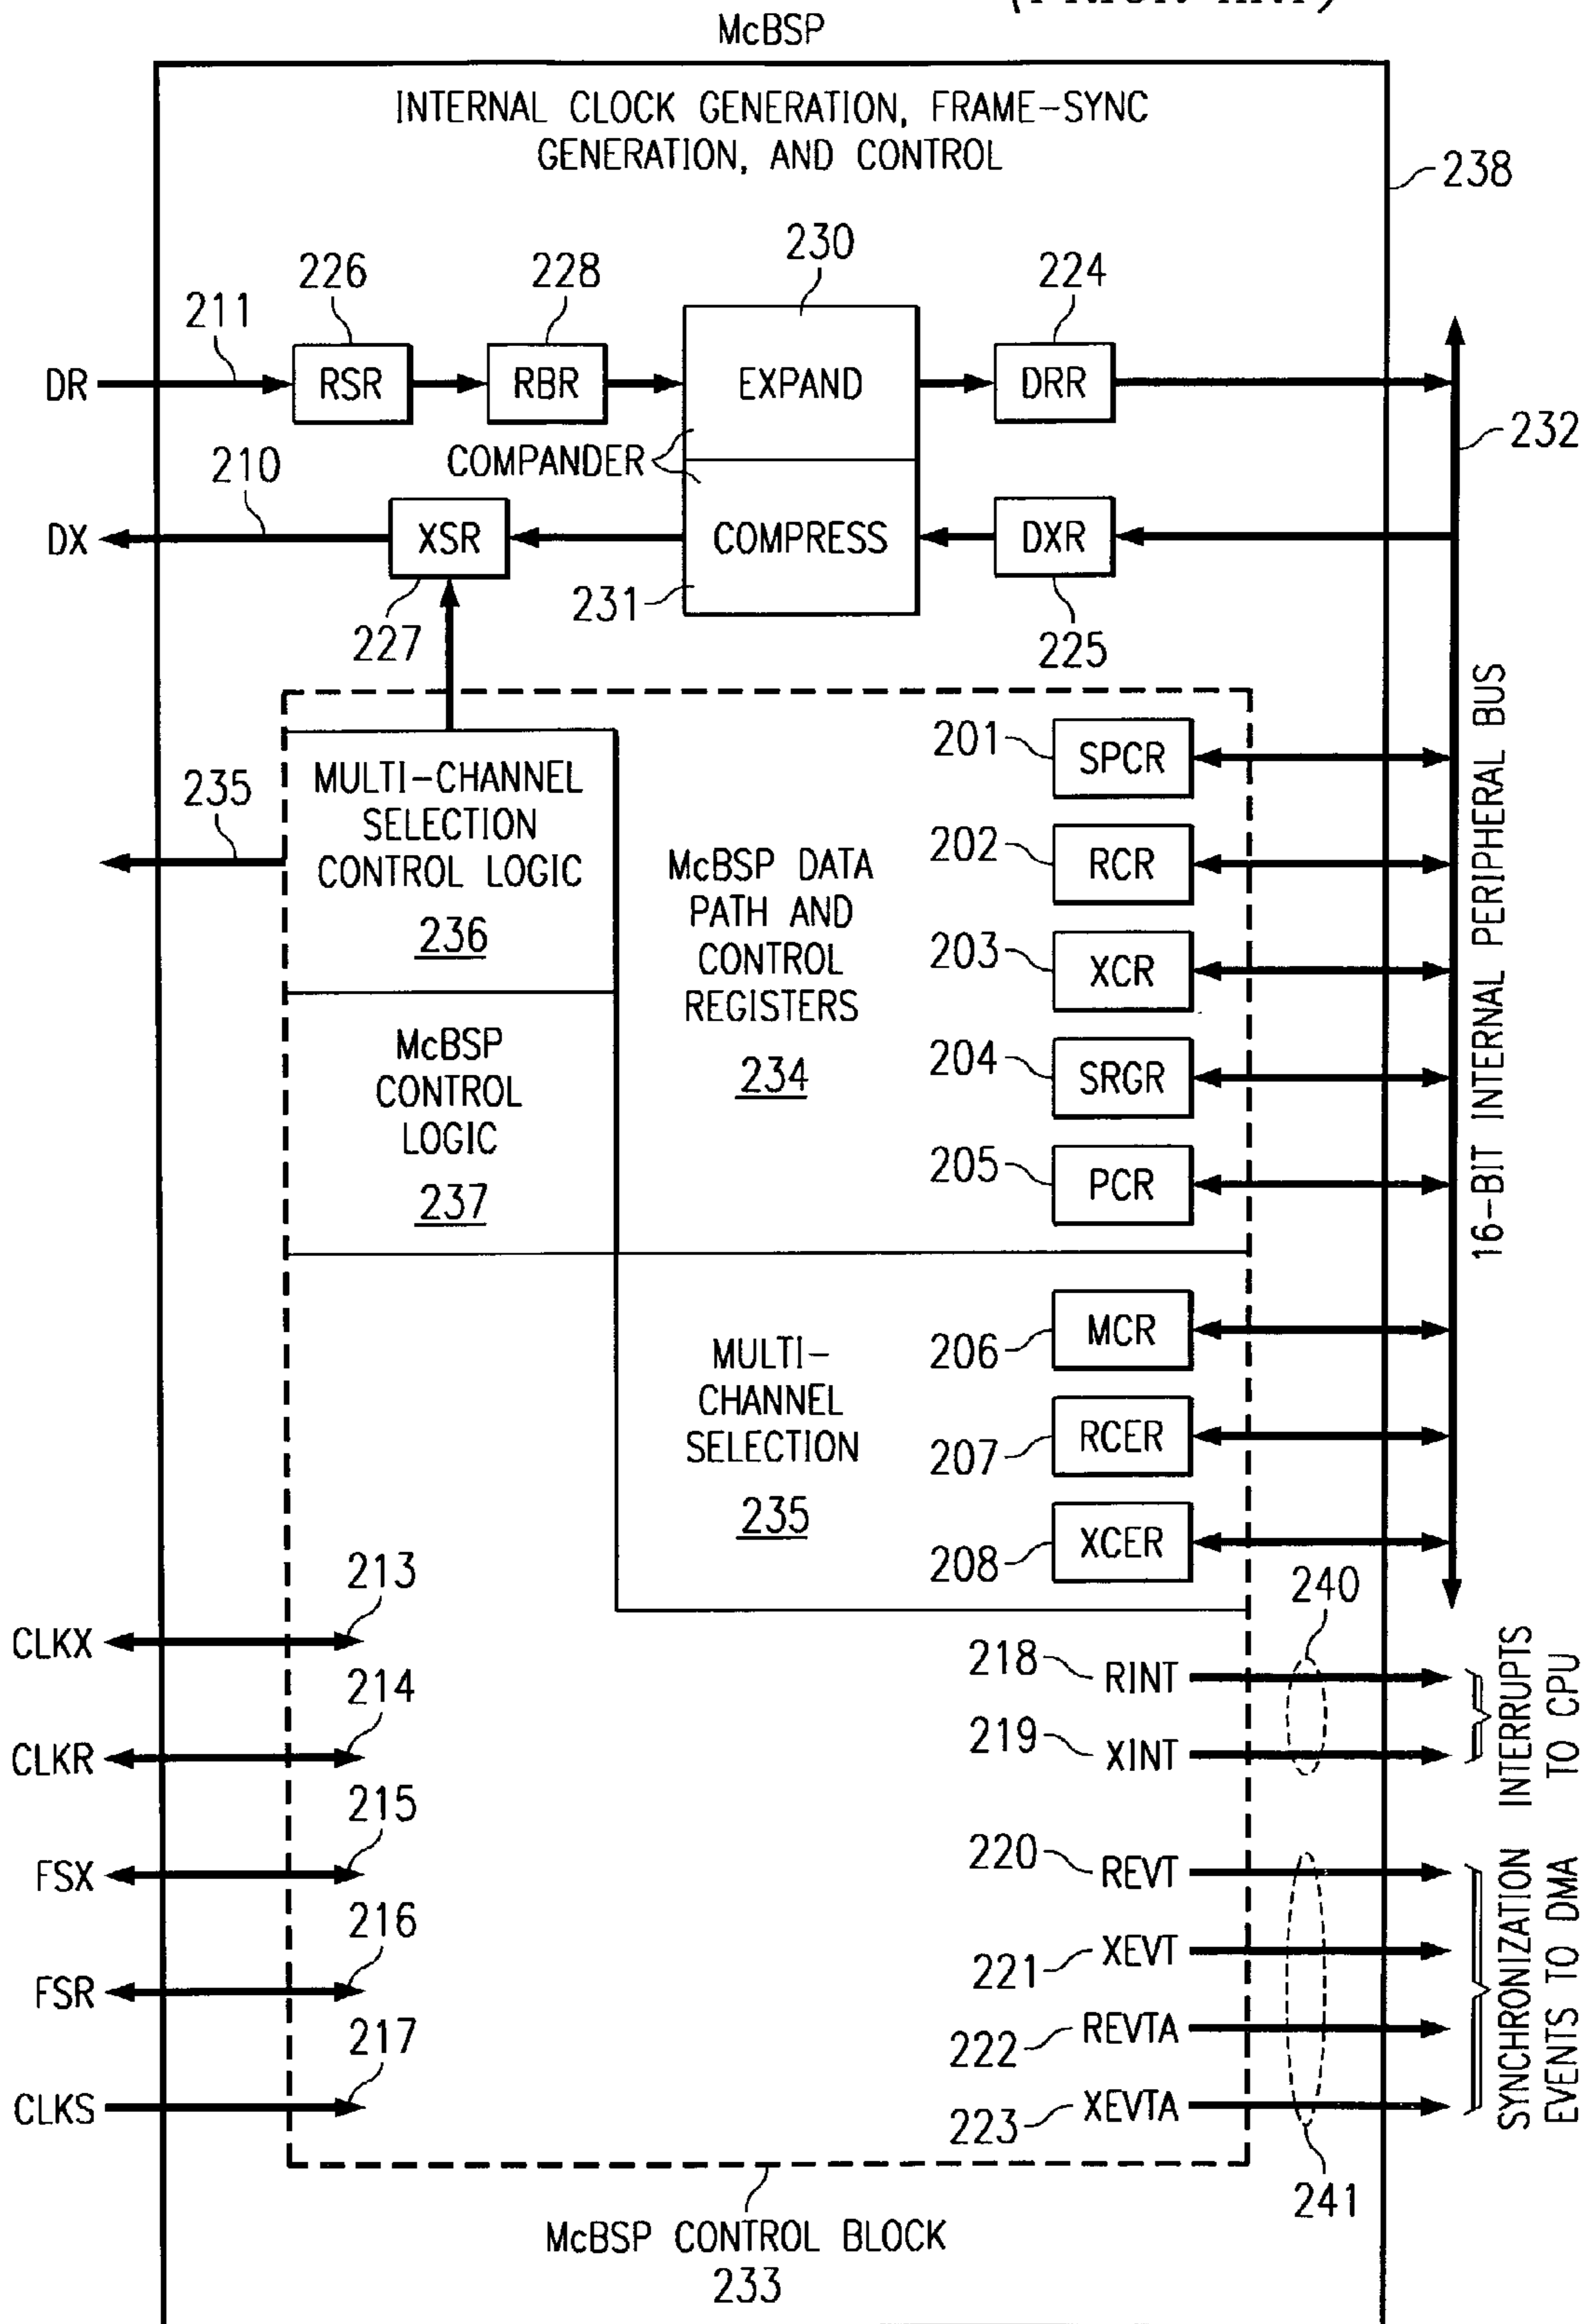 (PRIOR ART)
McBSP
INTERNAL CLOCK GENERATION, FRAME-SYNC
GENERATION, AND CONTROL
238
230
226
228
224
211
DR
RSR
RBR
EXPAND
DRR
232
210
COMPANDER
DX
XSR
COMPRESS
DXR
231
227
225
16-BIT INTERNAL PERIPHERAL BUS
201
SPCR
235
MULTI-CHANNEL
SELECTION
CONTROL LOGIC
236
McBSP DATA
PATH AND
CONTROL
REGISTERS
234
202
RCR
203
XCR
McBSP
CONTROL
LOGIC
237
204
SRGR
205
PCR
MULTI-
CHANNEL
SELECTION
235
206
MCR
207
RCER
208
XCER
240
213
CLKX
214
CLKR
215
FSX
216
FSR
217
CLKS
218
RINT
219
XINT
INTERRUPTS
TO CPU
220
REVT
221
XEVT
222
REVTA
223
XEVTA
SYNCHRONIZATION
EVENTS TO DMA
241
McBSP CONTROL BLOCK
233